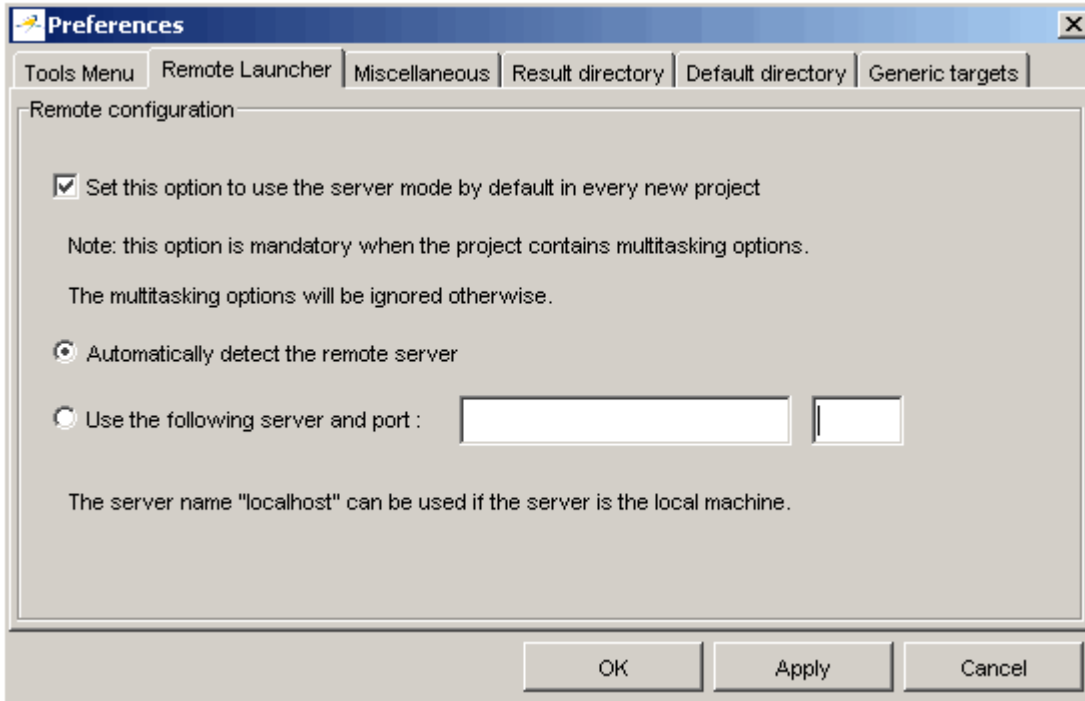 Preferences
Tools Menu Remote Launcher Miscellaneous Result directory Default directory Generic targets
Remote configuration
Set this option to use the server mode by default in every new project
Note: this option is mandatory when the project contains multitasking options.
The multitasking options will be ignored otherwise.
Automatically detect the remote server
Use the following server and port :
The server name "localhost" can be used if the server is the local machine.
OK Apply Cancel